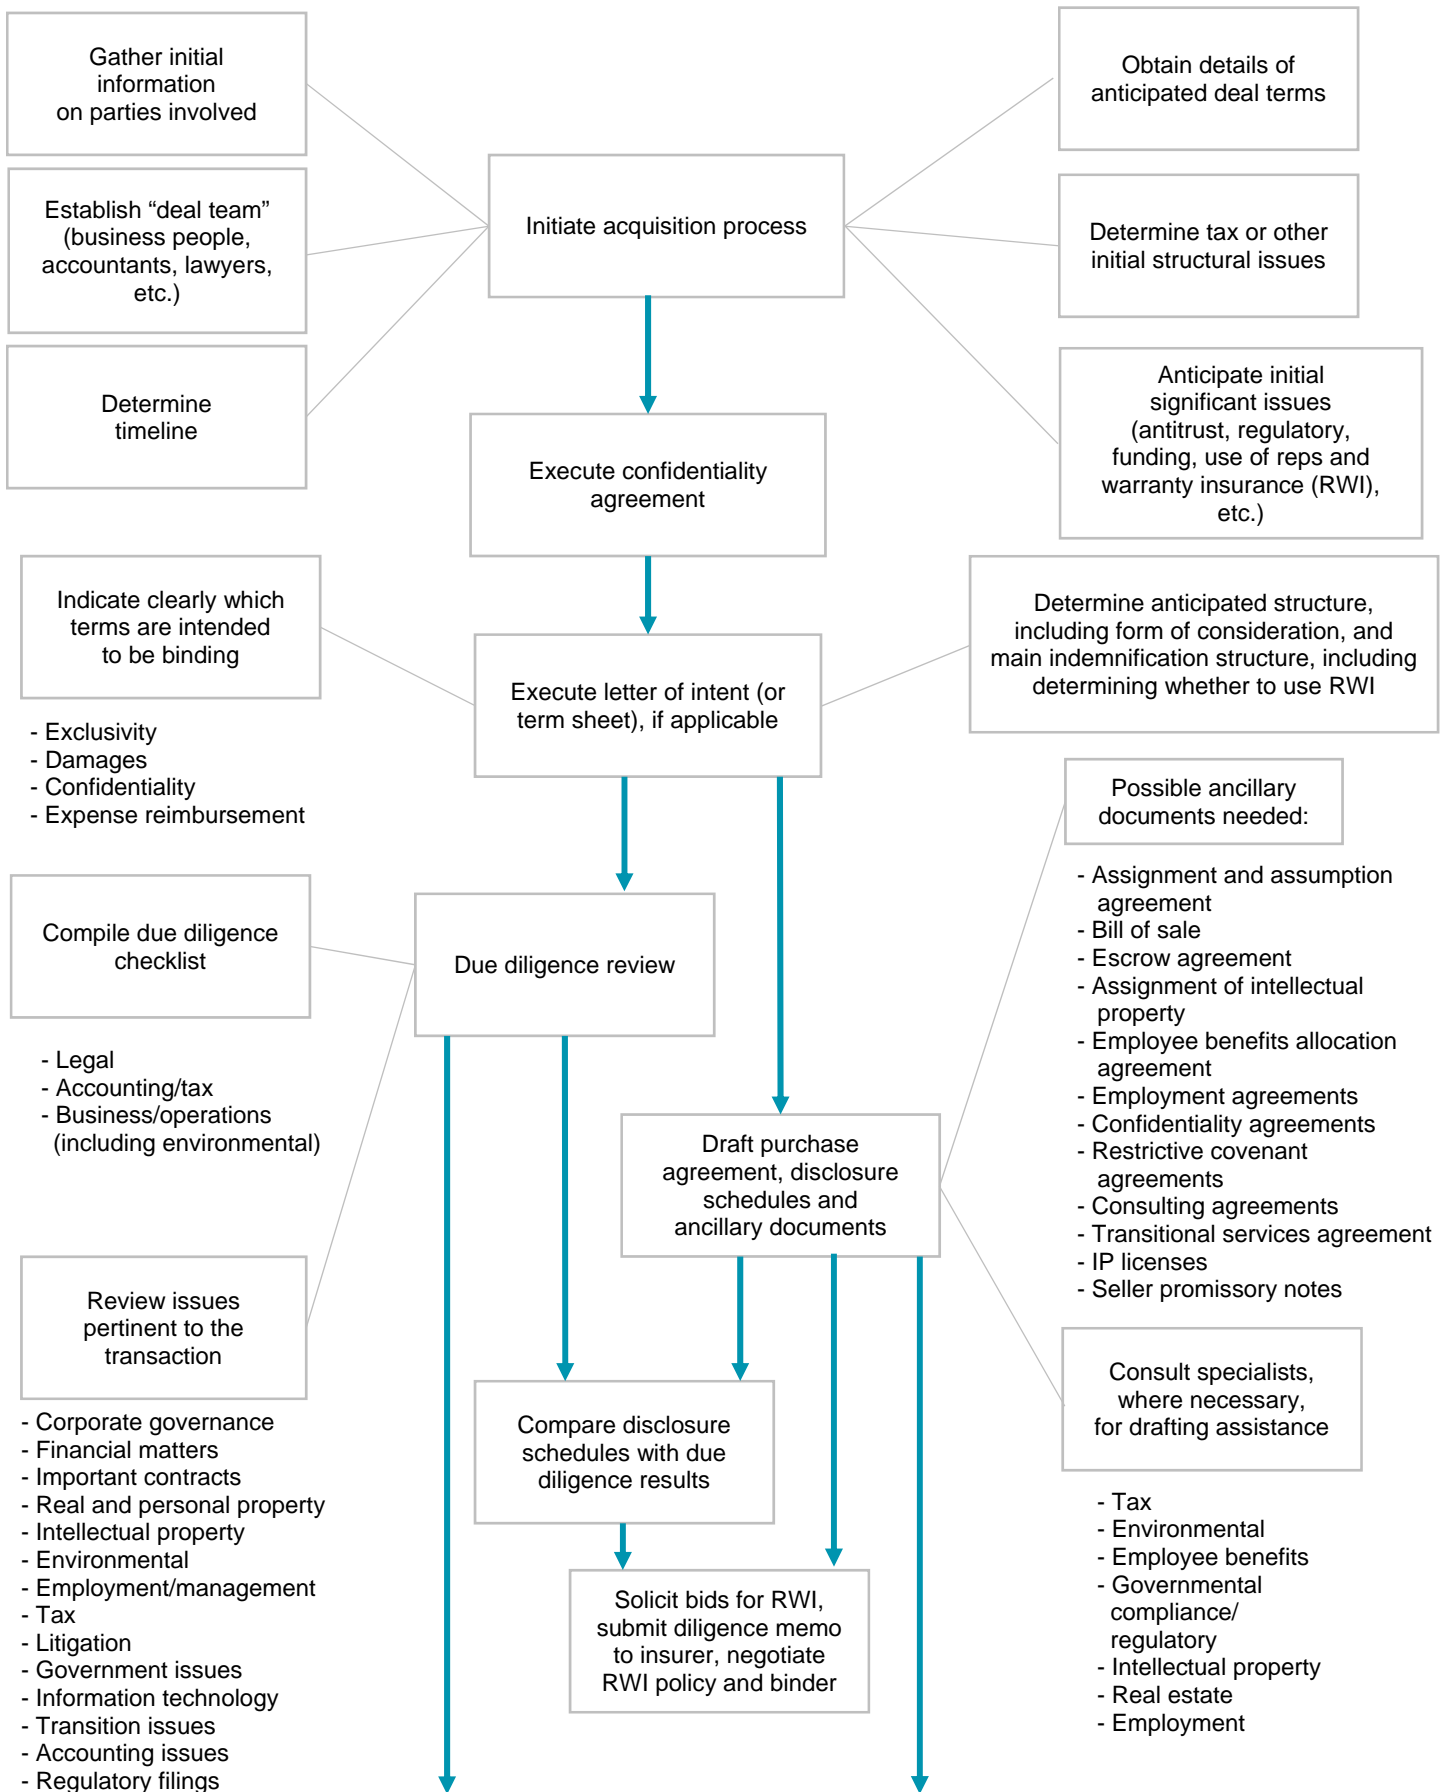 Gather initial
information
on parties involved
Obtain details of
anticipated deal terms
Establish “deal team”
(business people,
accountants, lawyers,
etc.)
Initiate acquisition process
Determine tax or other
initial structural issues
Determine
timeline
Anticipate initial
significant issues
(antitrust, regulatory,
funding, use of reps and
warranty insurance (RWI),
etc.)
Execute confidentiality
agreement
Indicate clearly which
terms are intended
to be binding
- Exclusivity
- Damages
- Confidentiality
- Expense reimbursement
Execute letter of intent (or
term sheet), if applicable
Determine anticipated structure,
including form of consideration, and
main indemnification structure, including
determining whether to use RWI
Possible ancillary
documents needed:
- Assignment and assumption
agreement
- Bill of sale
- Escrow agreement
- Assignment of intellectual
property
- Employee benefits allocation
agreement
- Employment agreements
- Confidentiality agreements
- Restrictive covenant
agreements
- Consulting agreements
- Transitional services agreement
- IP licenses
- Seller promissory notes
Compile due diligence
checklist
- Legal
- Accounting/tax
- Business/operations
(including environmental)
Due diligence review
Draft purchase
agreement, disclosure
schedules and
ancillary documents
Review issues
pertinent to the
transaction
- Corporate governance
- Financial matters
- Important contracts
- Real and personal property
- Intellectual property
- Environmental
- Employment/management
- Tax
- Litigation
- Government issues
- Information technology
- Transition issues
- Accounting issues
- Regulatory filings
Compare disclosure
schedules with due
diligence results
Solicit bids for RWI,
submit diligence memo
to insurer, negotiate
RWI policy and binder
Consult specialists,
where necessary,
for drafting assistance
- Tax
- Environmental
- Employee benefits
- Governmental
compliance/
regulatory
- Intellectual property
- Real estate
- Employment